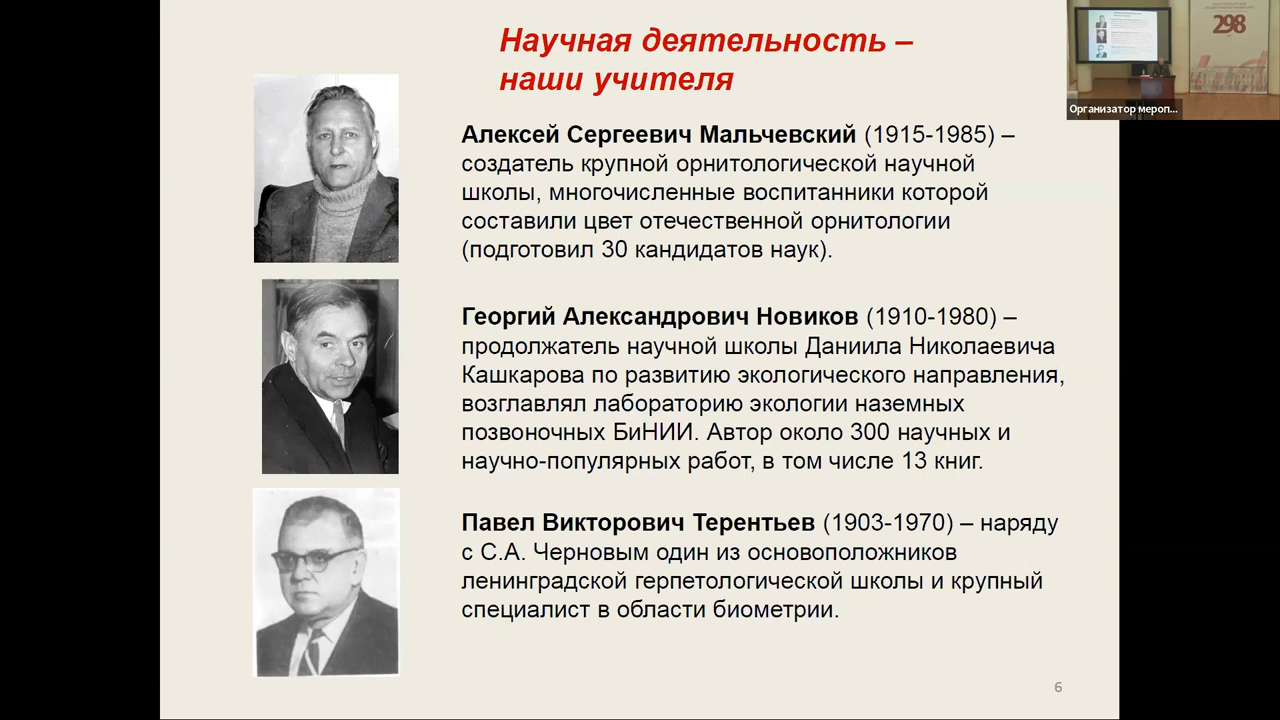 Научная деятельность –
наши учителя
Алексей Сергеевич Мальчевский (1915-1985) –
создатель крупной орнитологической научной
школы, многочисленные воспитанники которой
составили цвет отечественной орнитологии
(подготовил 30 кандидатов наук).
Георгий Александрович Новиков (1910-1980) –
продолжатель научной школы Даниила Николаевича
Кашкарова по развитию экологического направления,
возглавлял лабораторию экологии наземных
позвоночных БиНИИ. Автор около 300 научных и
научно-популярных работ, в том числе 13 книг.
Павел Викторович Терентьев (1903-1970) – наряду
с С.А. Черновым один из основоположников
ленинградской герпетологической школы и крупный
специалист в области биометрии.
6
298
Организатор мероп...